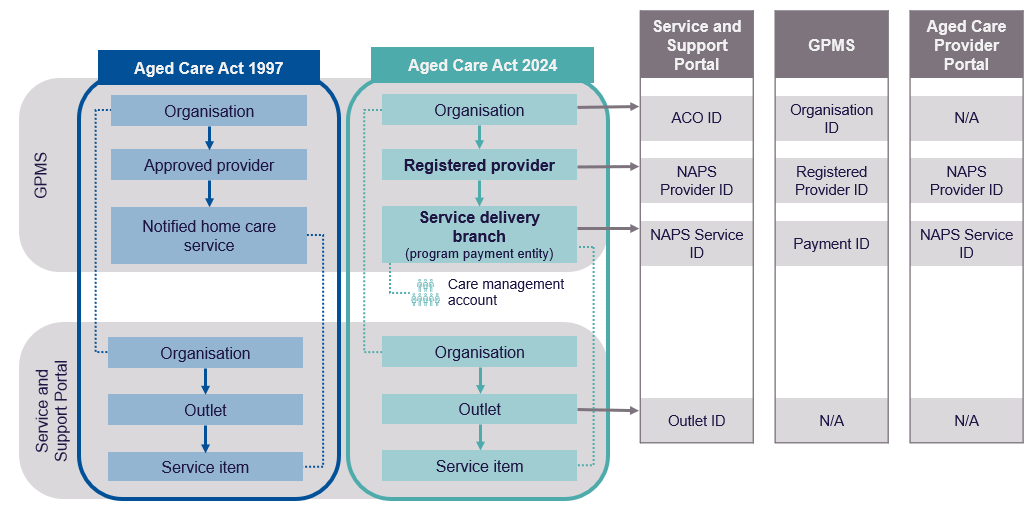 Aged Care Act 1997
Aged Care Act 2024
Service and
Support
Portal
GPMS
Aged Care
Provider
Portal
GPMS
Organisation
Approved provider
Notified home care
service
Organisation
Registered provider
Service delivery
branch
(program payment entity)
Care management
account
ACO ID
Organisation
ID
N/A
NAPS
Provider ID
Registered
Provider ID
NAPS
Provider ID
NAPS Service
ID
Payment ID
NAPS Service
ID
Service and
Support Portal
Organisation
Outlet
Service item
Organisation
Outlet
Service item
Outlet ID
N/A
N/A